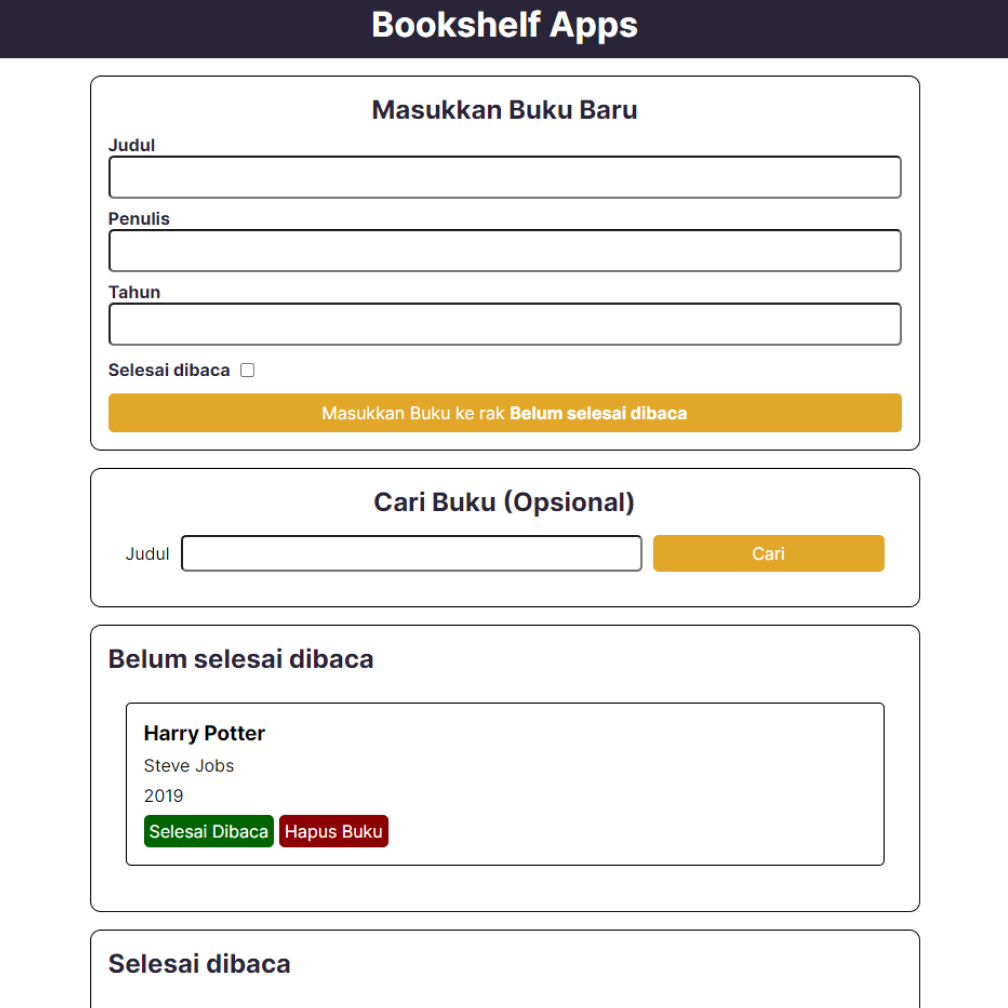 Bookshelf Apps
Masukkan Buku Baru
Judul
Penulis
Tahun
Selesai dibaca
Masukkan Buku ke rak Belum selesai dibaca
Cari Buku (Opsional)
Judul Cari
Belum selesai dibaca
Harry Potter
Steve Jobs
2019
Selesai Dibaca Hapus Buku
Selesai dibaca